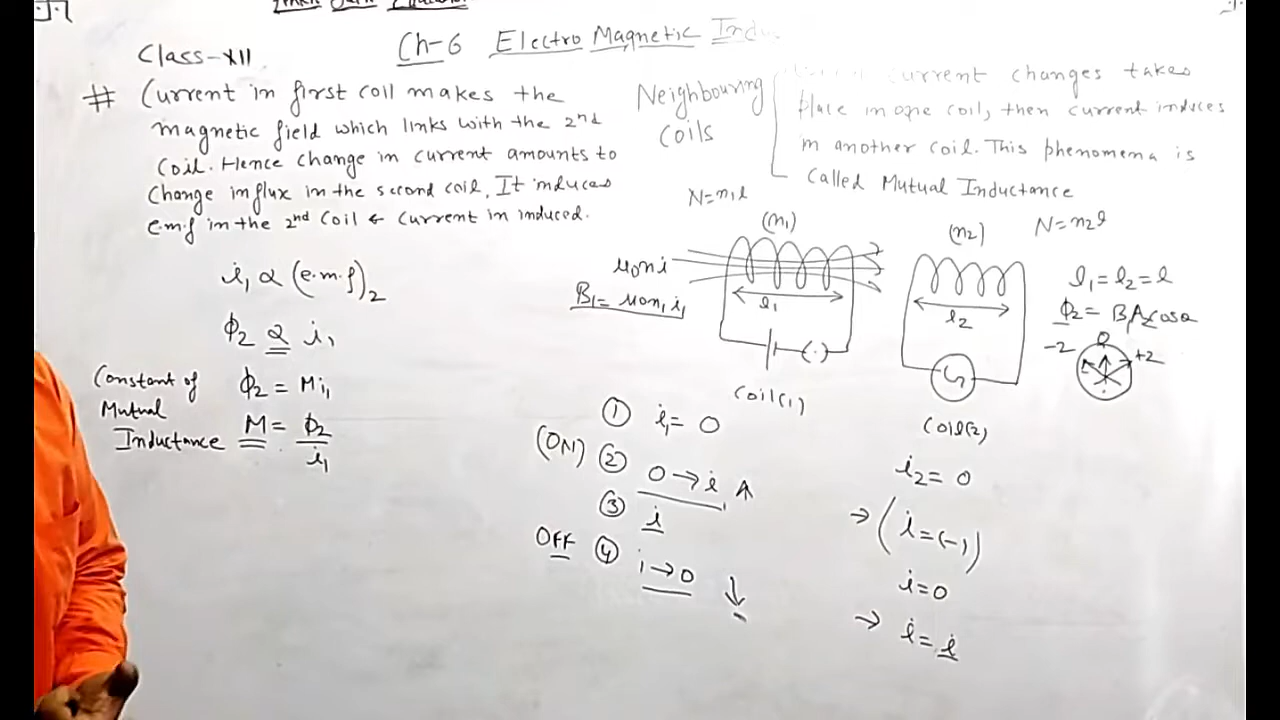 Class-XII
Ch-6 Electro Magnetic
# Current in first coil makes the
magnetic field which links with the 2nd
coil. Hence change in current amounts to
change in flux in the second coil. It induces
e.m.f in the 2nd coil & current in induced.
i₁ α (e.m.f)₂
ϕ₂ α i₁
Constant of
Mutual
Inductance
ϕ₂ = Mi₁
M = ϕ₂/i₁
Neighbouring
coils
current changes takes
place in one coil, then current induces
in another coil. This phenomena is
Called Mutual Inductance
N=n₁l
(n₁)
μoni
B₁= μon₁i₁
l₁
(·)
Coil(1)
(n₂)
N=n₂l
l₂
Coil(2)
l₁=l₂=l
ϕ₂= BA₂cosα
-2 0 +2
① i₁= 0
i₂= 0
(ON) ② 0→i ↑
→ (i=(-1)
③ i
i=0
OFF ④ i→0 ↓
→ i=i